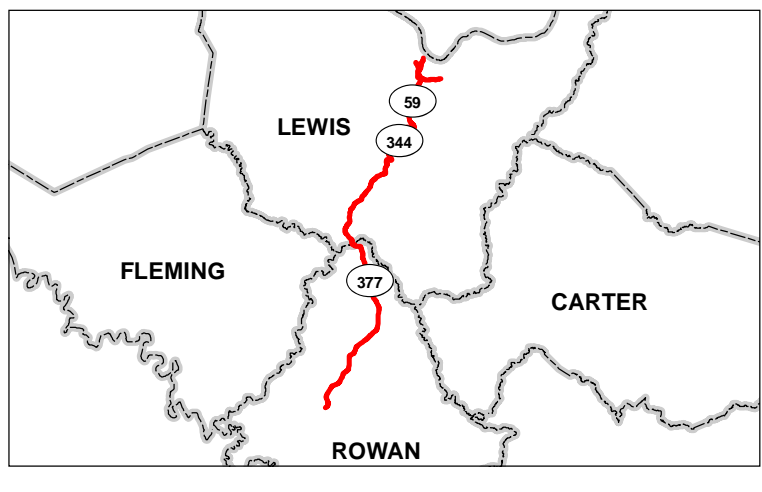 59
LEWIS
344
FLEMING
377
CARTER
ROWAN